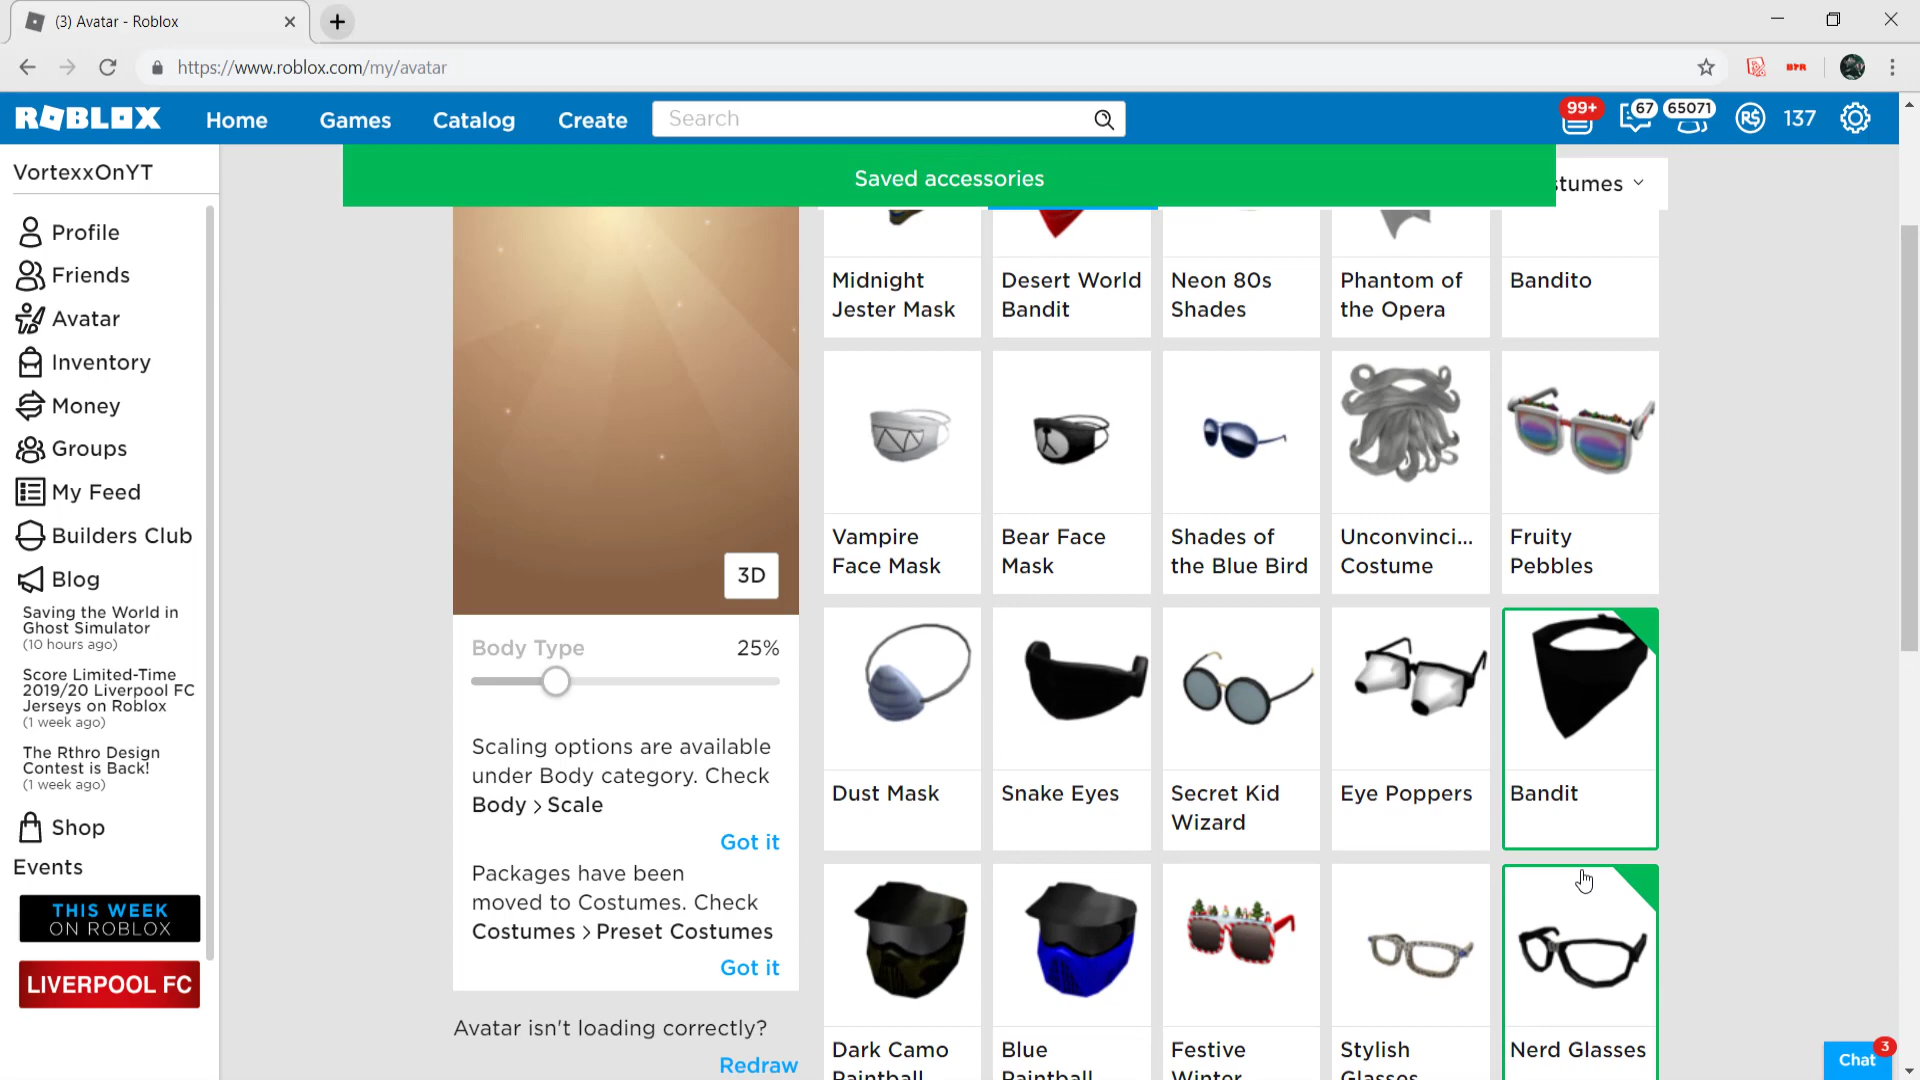 (3) Avatar - Roblox
https://www.roblox.com/my/avatar
BTR
ROBLOX
Home
Games
Catalog
Create
Search
99+
67
65071
R$
137
VortexxOnYT
Saved accessories
stumes
Profile
Friends
Avatar
Inventory
Money
Groups
My Feed
Builders Club
Blog
Saving the World in
Ghost Simulator
(10 hours ago)
Score Limited-Time
2019/20 Liverpool FC
Jerseys on Roblox
(1 week ago)
The Rthro Design
Contest is Back!
(1 week ago)
Shop
Events
THIS WEEK
ON ROBLOX
LIVERPOOL FC
3D
Body Type 25%
Scaling options are available
under Body category. Check
Body > Scale
Got it
Packages have been
moved to Costumes. Check
Costumes > Preset Costumes
Got it
Avatar isn't loading correctly?
Redraw
Midnight
Jester Mask
Desert World
Bandit
Neon 80s
Shades
Phantom of
the Opera
Bandito
Vampire
Face Mask
Bear Face
Mask
Shades of
the Blue Bird
Unconvinci...
Costume
Fruity
Pebbles
Dust Mask
Snake Eyes
Secret Kid
Wizard
Eye Poppers
Bandit
Dark Camo
Paintball
Blue
Paintball
Festive
Winter
Stylish
Glasses
Nerd Glasses
Chat
3